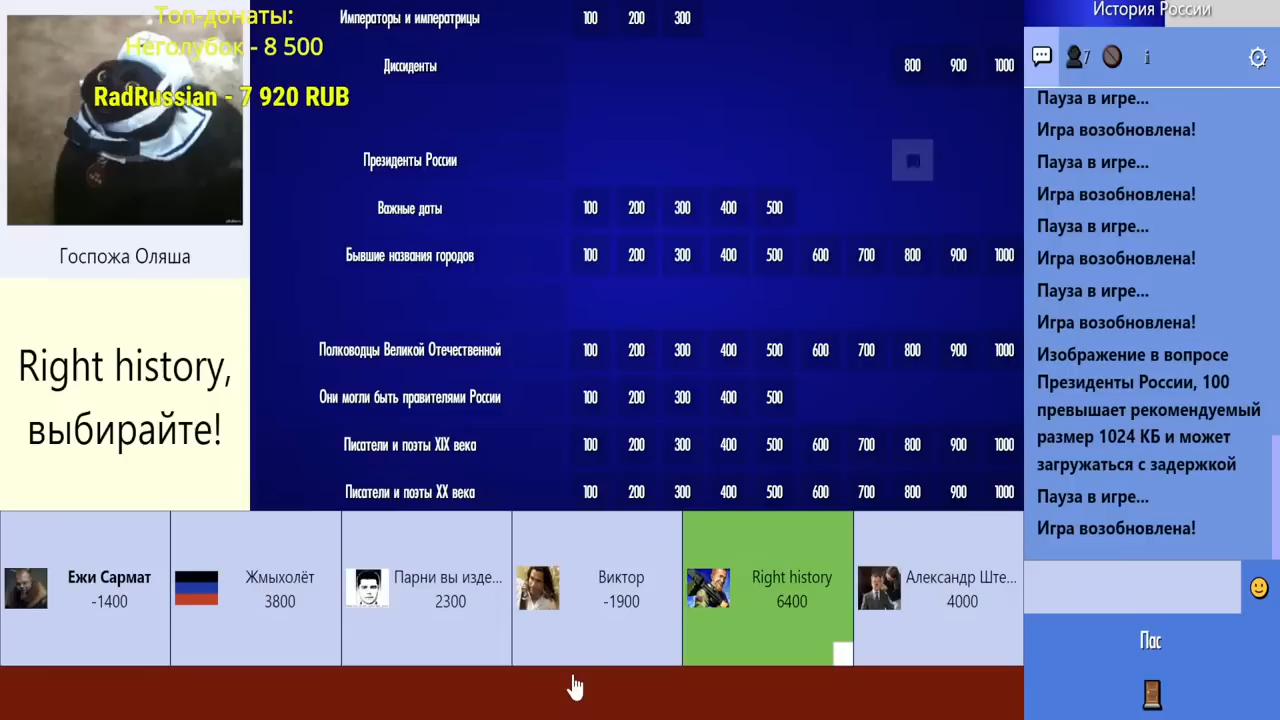 Топ-донаты:
Неголубок - 8 500
RadRussian - 7 920 RUB
Госпожа Оляша
Right history,
выбирайте!
Императоры и императрицы 100 200 300
Диссиденты 800 900 1000
Президенты России
Важные даты 100 200 300 400 500
Бывшие названия городов 100 200 300 400 500 600 700 800 900 1000
Полководцы Великой Отечественной 100 200 300 400 500 600 700 800 900 1000
Они могли быть правителями России 100 200 300 400 500
Писатели и поэты XIX века 100 200 300 400 500 600 700 800 900 1000
Писатели и поэты XX века 100 200 300 400 500 600 700 800 900 1000
История России
7
i
Пауза в игре...
Игра возобновлена!
Пауза в игре...
Игра возобновлена!
Пауза в игре...
Игра возобновлена!
Пауза в игре...
Игра возобновлена!
Изображение в вопросе
Президенты России, 100
превышает рекомендуемый
размер 1024 КБ и может
загружаться с задержкой
Пауза в игре...
Игра возобновлена!
Ежи Сармат
-1400
Жмыхолёт
3800
Парни вы изде...
2300
Виктор
-1900
Right history
6400
Александр Ште...
4000
Пас